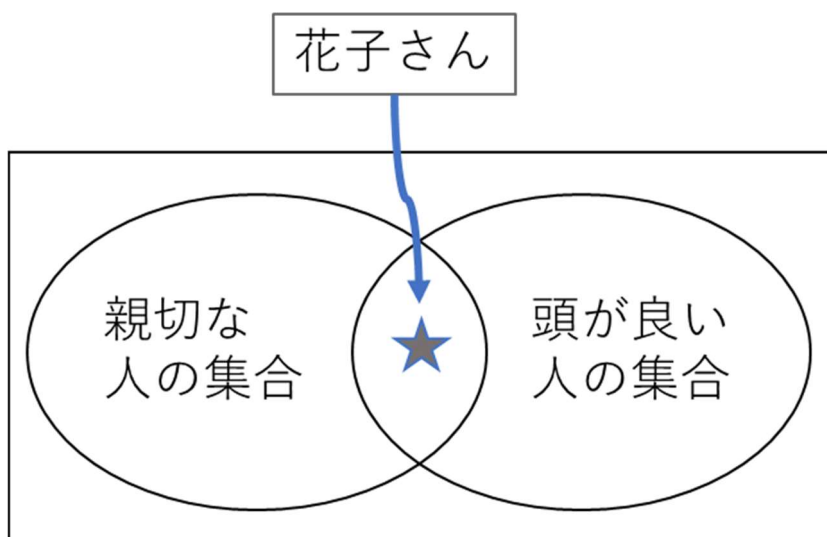 花子さん
親切な
人の集合
頭が良い
人の集合